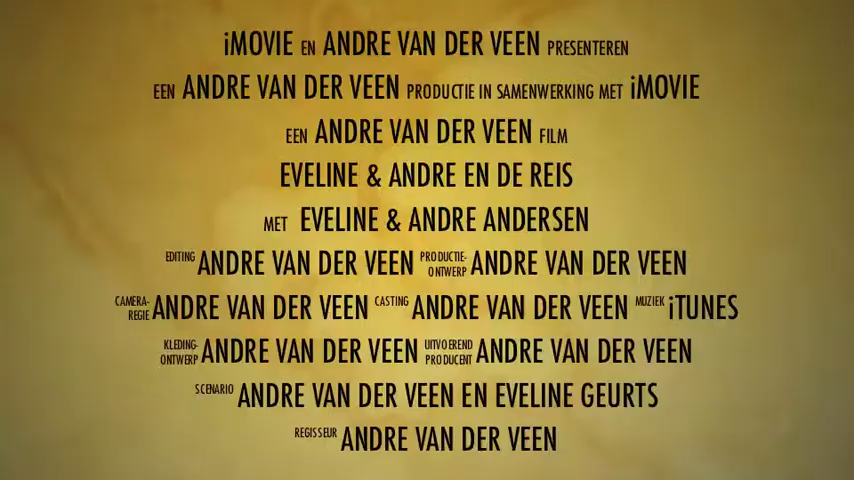 iMOVIE EN ANDRE VAN DER VEEN PRESENTEREN
EEN ANDRE VAN DER VEEN PRODUCTIE IN SAMENWERKING MET iMOVIE
EEN ANDRE VAN DER VEEN FILM
EVELINE & ANDRE EN DE REIS
MET EVELINE & ANDRE ANDERSEN
EDITING ANDRE VAN DER VEEN PRODUCTIE-ONTWERP ANDRE VAN DER VEEN
CAMERA-REGIE ANDRE VAN DER VEEN CASTING ANDRE VAN DER VEEN MUZIEK iTUNES
KLEDING-ONTWERP ANDRE VAN DER VEEN UITVOEREND PRODUCENT ANDRE VAN DER VEEN
SCENARIO ANDRE VAN DER VEEN EN EVELINE GEURTS
REGISSEUR ANDRE VAN DER VEEN